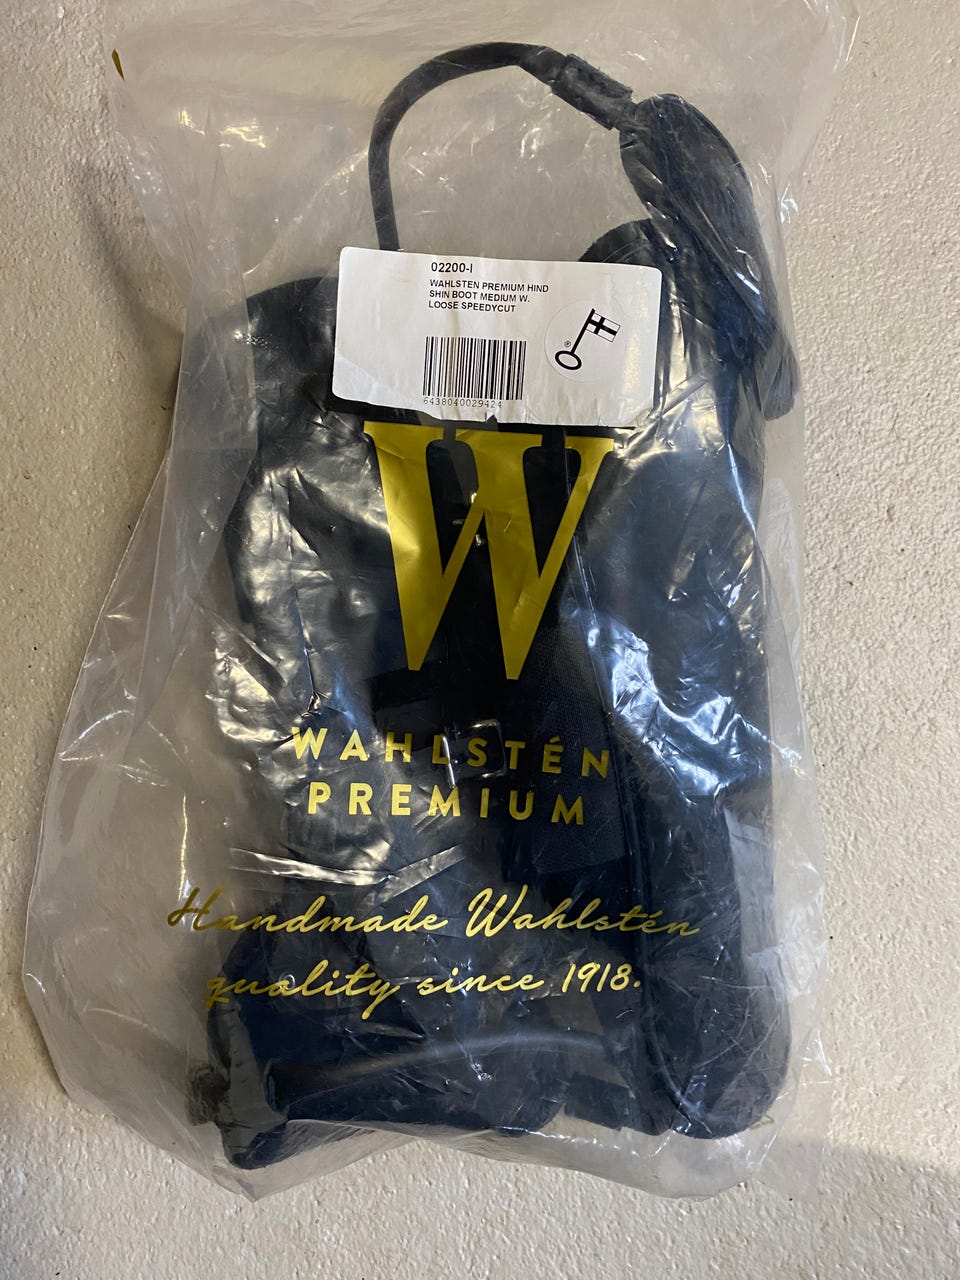 02200-I
WAHLSTEN PREMIUM HIND
SHIN BOOT MEDIUM W.
LOOSE SPEEDYCUT
®
6438040029424
W
WAHLSTÉN
PREMIUM
Handmade Wahlstén
quality since 1918.